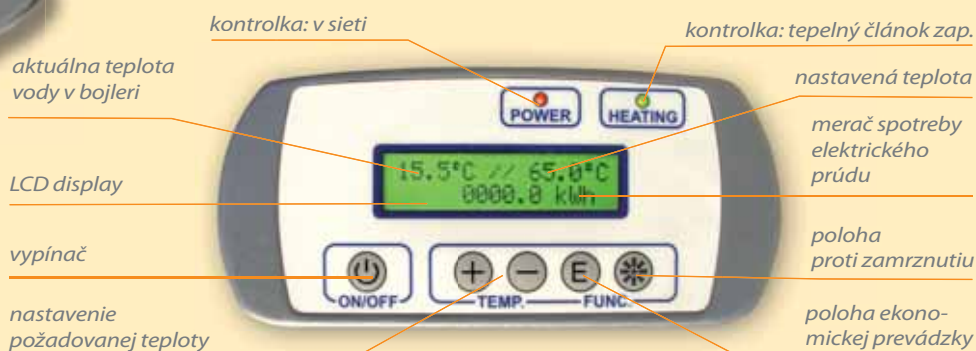 kontrolka: v sieti
kontrolka: tepelný článok zap.
aktuálna teplota
vody v bojleri
nastavená teplota
merač spotreby
elektrického
prúdu
LCD display
vypínač
poloha
proti zamrznutiu
nastavenie
požadovanej teploty
poloha ekono-
mickej prevádzky
POWER
HEATING
15.5°C // 65.0°C
0000.0 kWh
ON/OFF
+ − E
TEMP.
FUNC.